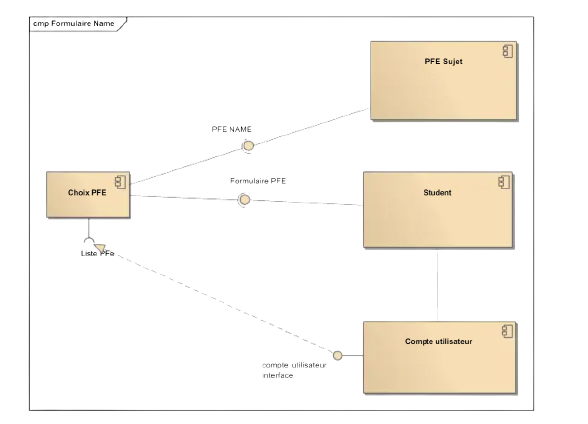 cmp Formulaire Name
PFE Sujet
PFE NAME
Formulaire PFE
Choix PFE
Student
Liste PFe
Compte utilisateur
compte utilisateur
interface